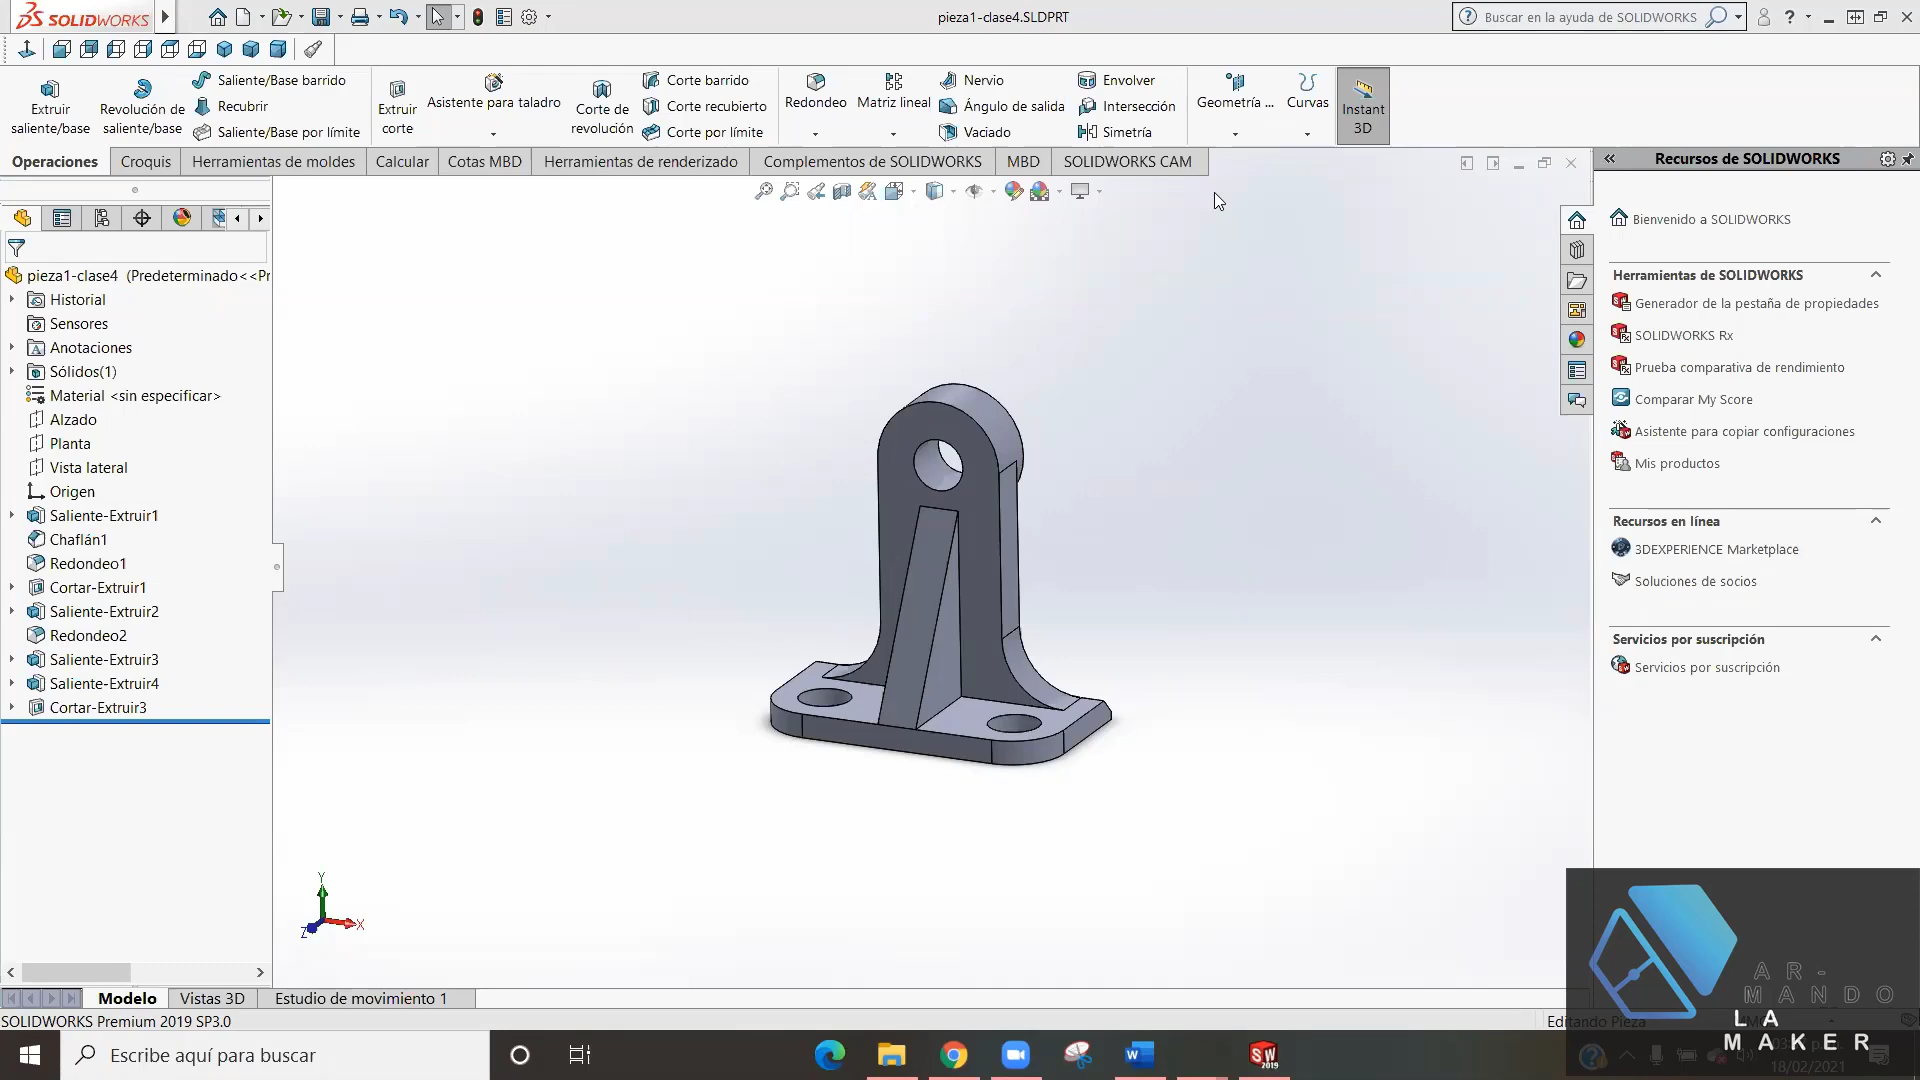 SOLIDWORKS
pieza1-clase4.SLDPRT
Buscar en la ayuda de SOLIDWORKS
Extruir saliente/base
Revolución de saliente/base
Saliente/Base barrido
Recubrir
Saliente/Base por límite
Extruir corte
Asistente para taladro
Corte de revolución
Corte barrido
Corte recubierto
Corte por límite
Redondeo
Matriz lineal
Nervio
Ángulo de salida
Vaciado
Envolver
Intersección
Simetría
Geometría ...
Curvas
Instant 3D
Operaciones
Croquis
Herramientas de moldes
Calcular
Cotas MBD
Herramientas de renderizado
Complementos de SOLIDWORKS
MBD
SOLIDWORKS CAM
pieza1-clase4 (Predeterminado<<Pr
Historial
Sensores
Anotaciones
Sólidos(1)
Material <sin especificar>
Alzado
Planta
Vista lateral
Origen
Saliente-Extruir1
Chaflán1
Redondeo1
Cortar-Extruir1
Saliente-Extruir2
Redondeo2
Saliente-Extruir3
Saliente-Extruir4
Cortar-Extruir3
Y
X
Z
Recursos de SOLIDWORKS
Bienvenido a SOLIDWORKS
Herramientas de SOLIDWORKS
Generador de la pestaña de propiedades
SOLIDWORKS Rx
Prueba comparativa de rendimiento
Comparar My Score
Asistente para copiar configuraciones
Mis productos
Recursos en línea
3DEXPERIENCE Marketplace
Soluciones de socios
Servicios por suscripción
Servicios por suscripción
Modelo
Vistas 3D
Estudio de movimiento 1
SOLIDWORKS Premium 2019 SP3.0
Editando Pieza
AR-
MANDO
LA
MAKER
Escribe aquí para buscar
SW
2019
18/02/2021